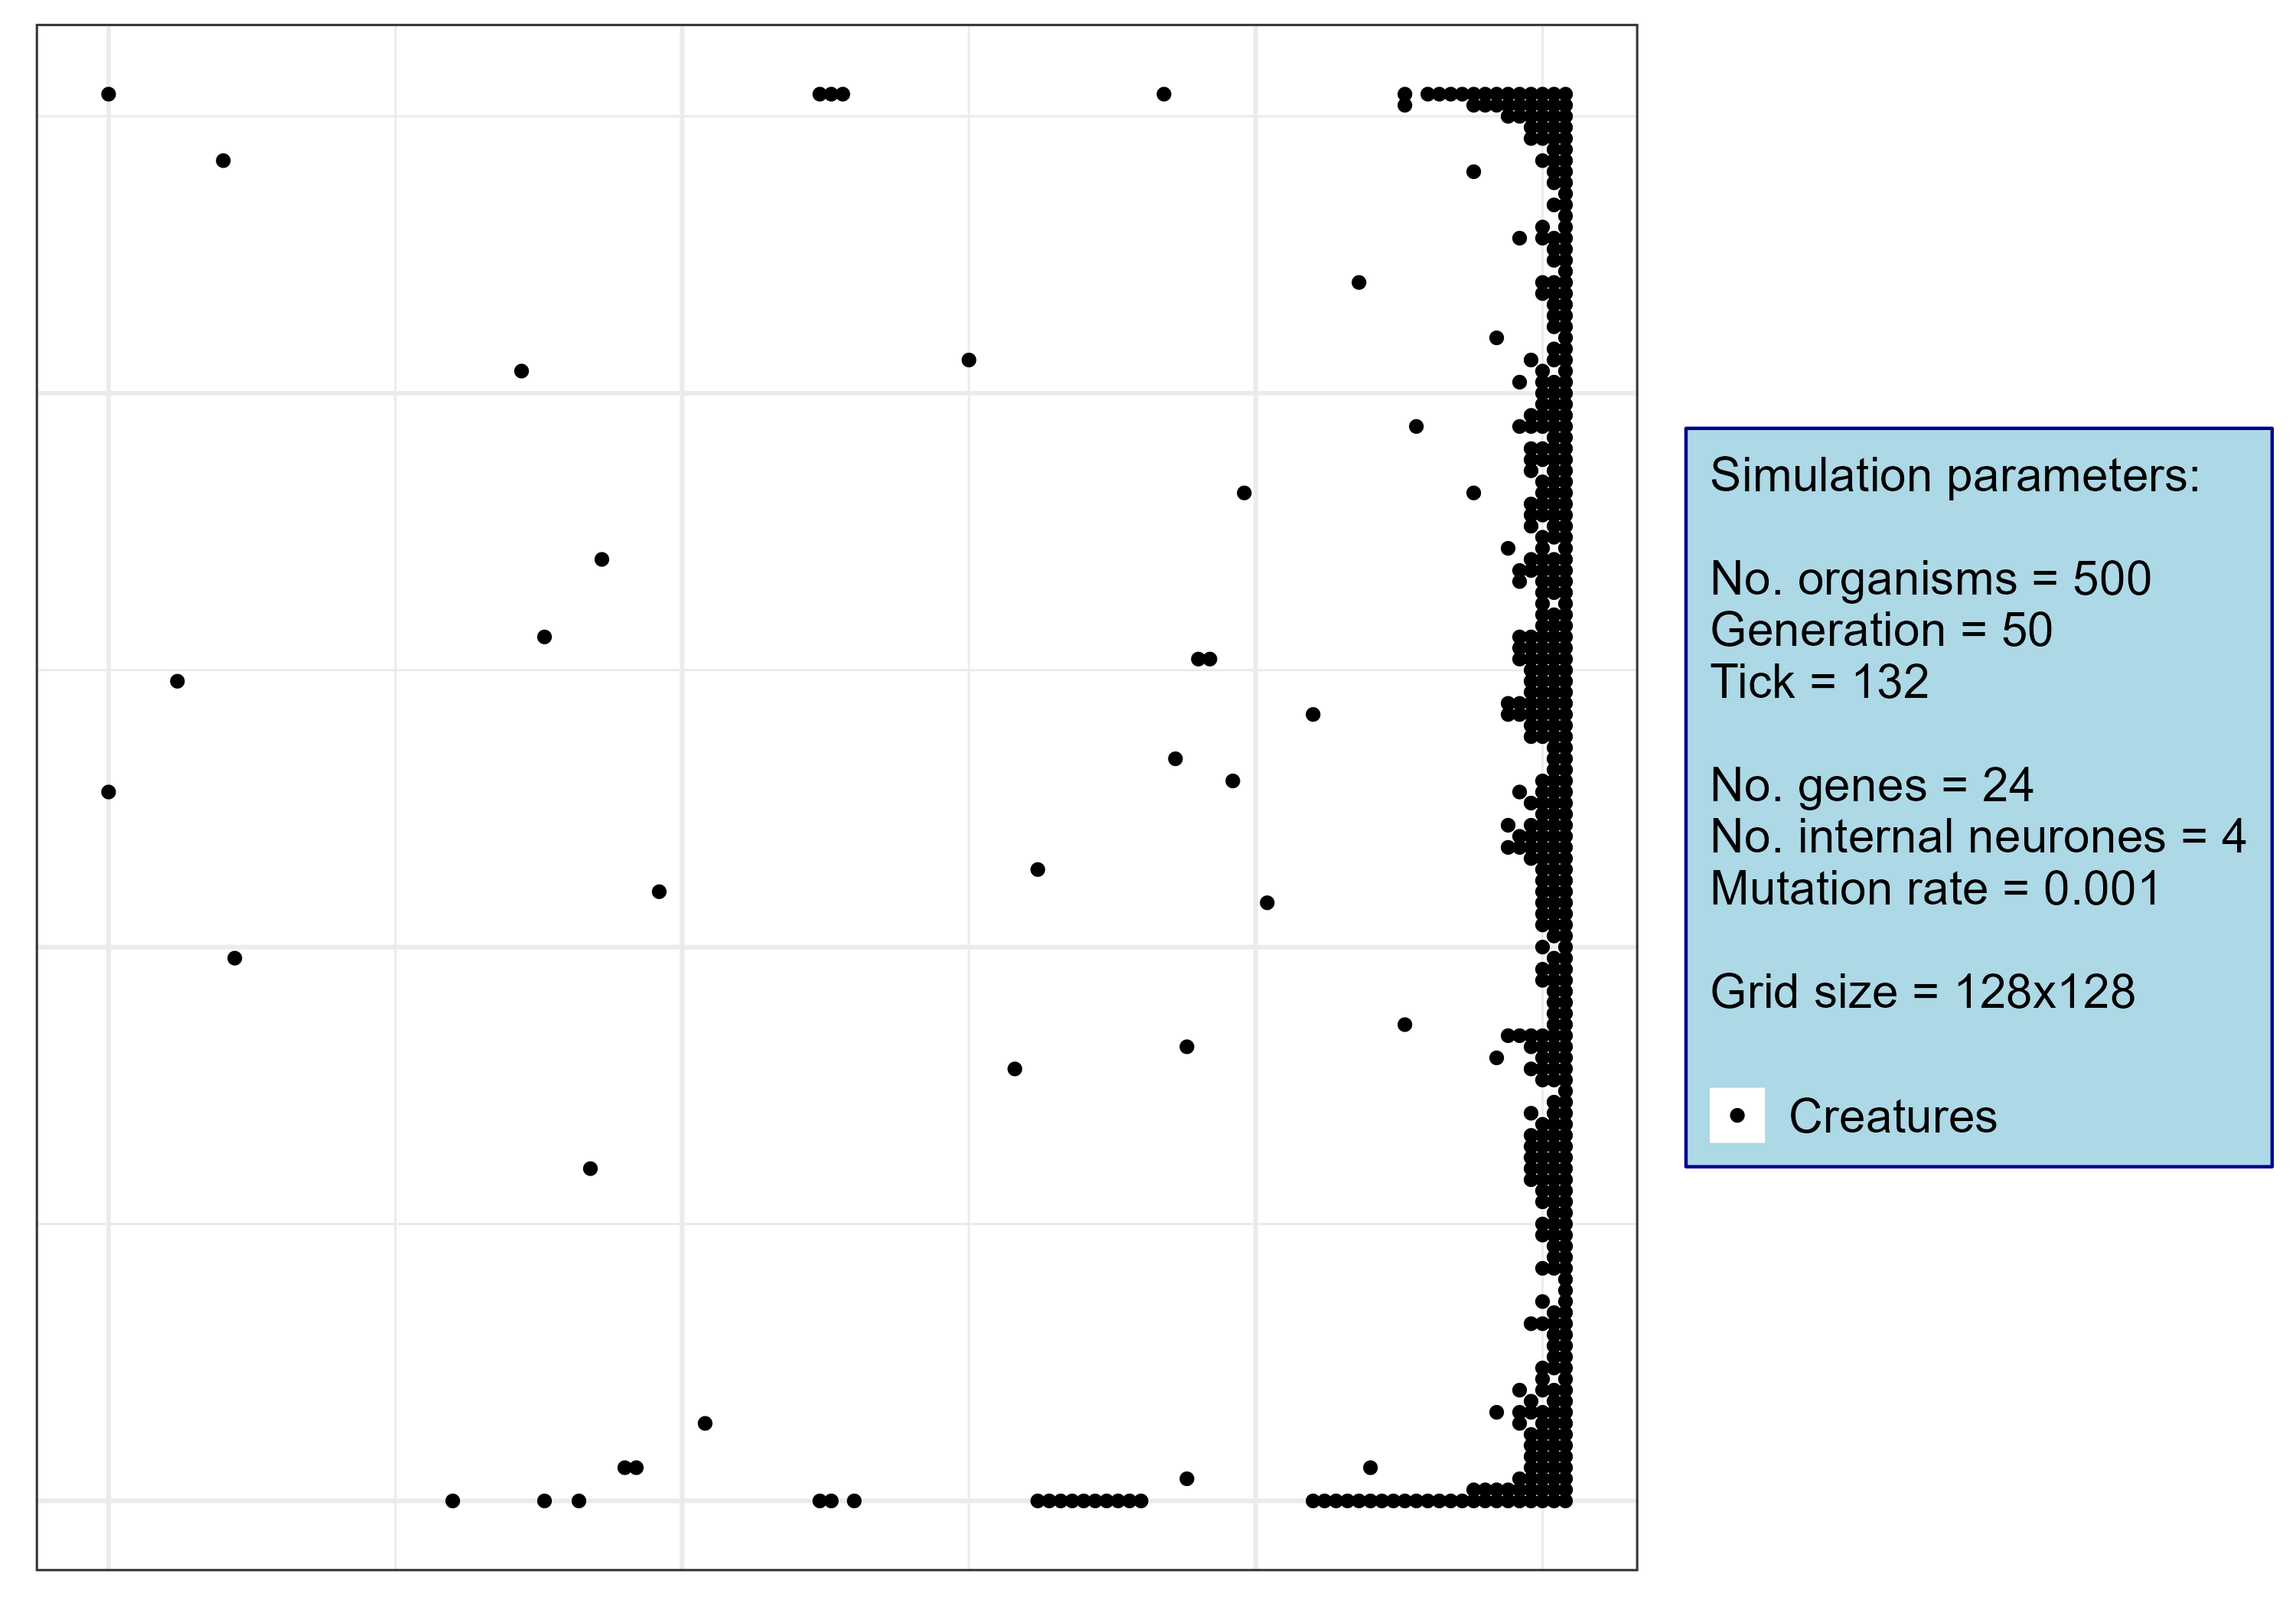 Simulation parameters:
No. organisms = 500
Generation = 50
Tick = 132
No. genes = 24
No. internal neurones = 4
Mutation rate = 0.001
Grid size = 128x128
Creatures